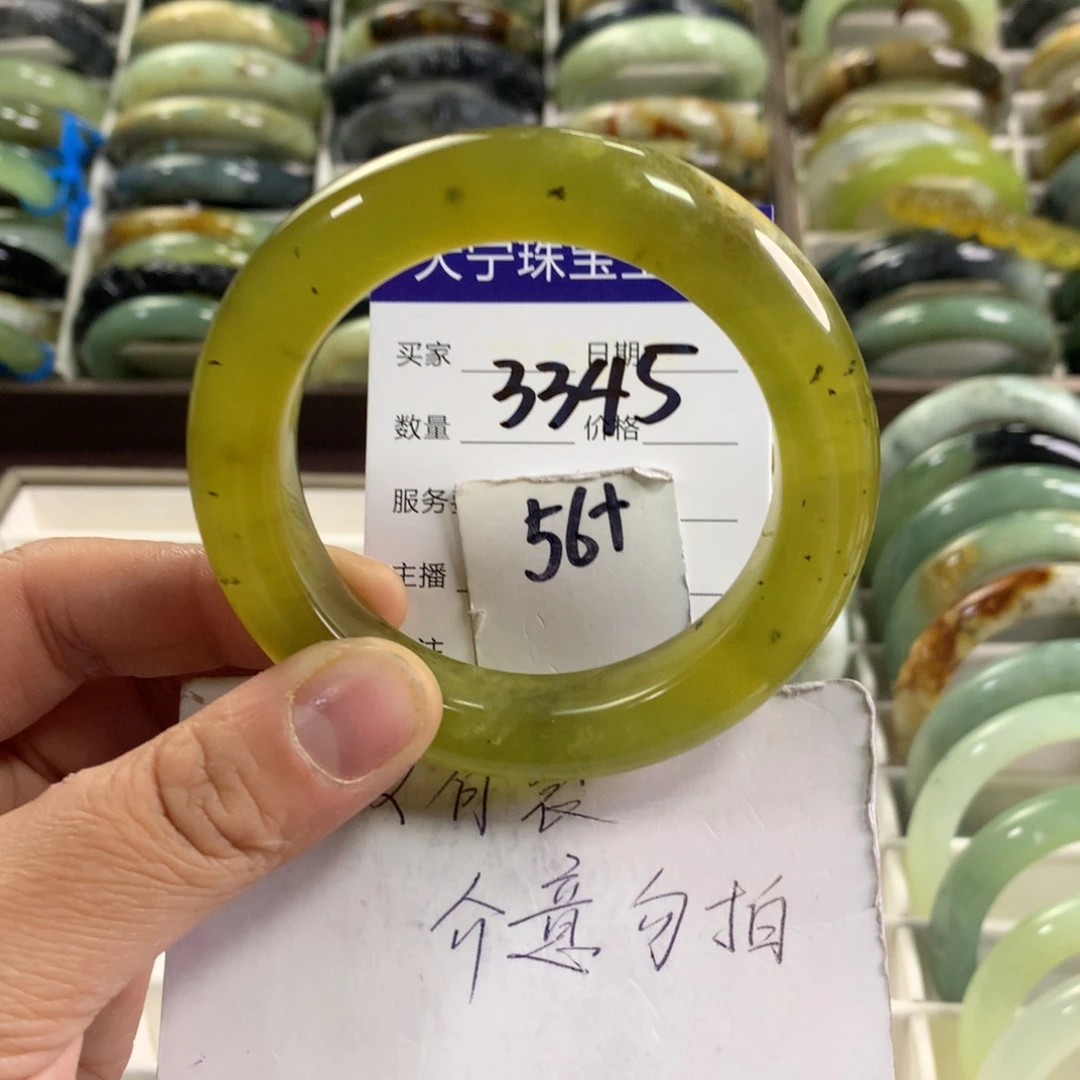 宁珠宝
买家 日期
3345
数量 价格
服务
56+
主播
介意勿拍